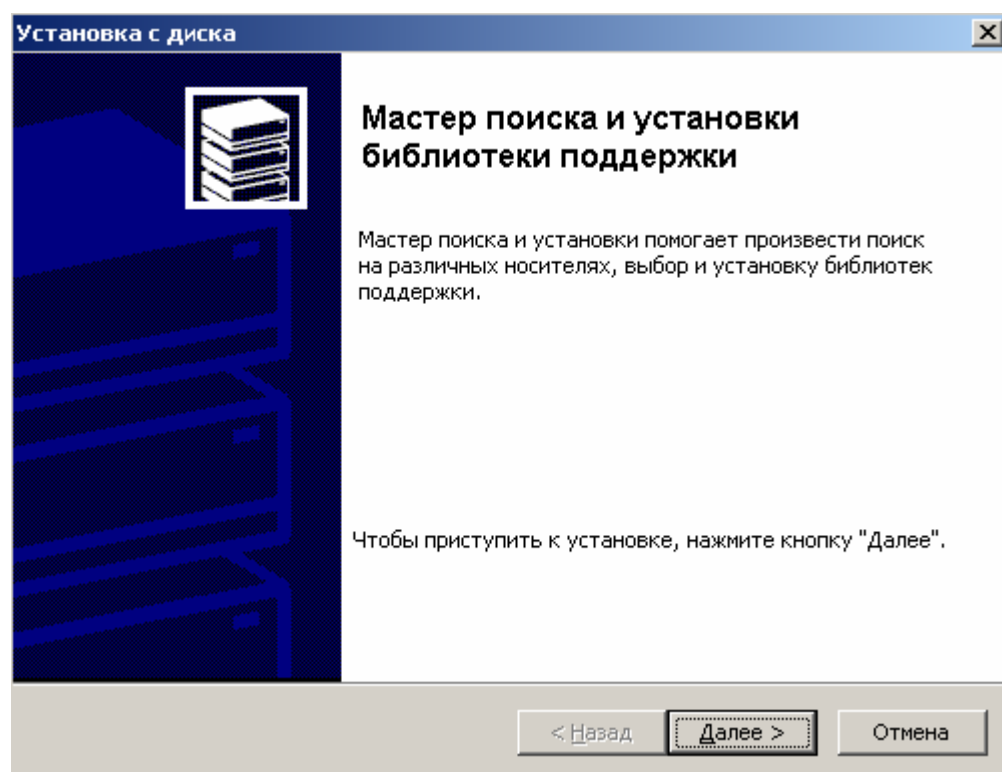 Установка с диска
Мастер поиска и установки
библиотеки поддержки
Мастер поиска и установки помогает произвести поиск
на различных носителях, выбор и установку библиотек
поддержки.
Чтобы приступить к установке, нажмите кнопку "Далее".
< Назад
Далее >
Отмена